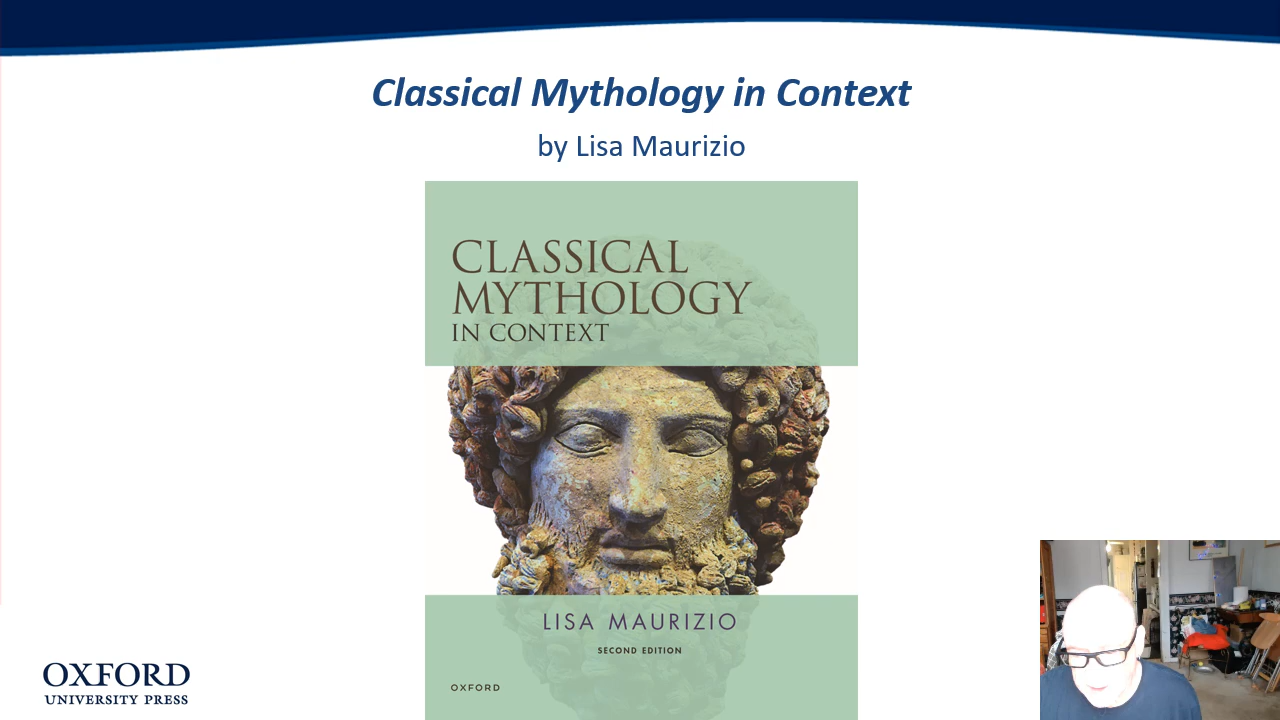 Classical Mythology in Context
by Lisa Maurizio
CLASSICAL
MYTHOLOGY
IN CONTEXT
LISA MAURIZIO
SECOND EDITION
OXFORD
OXFORD
UNIVERSITY PRESS